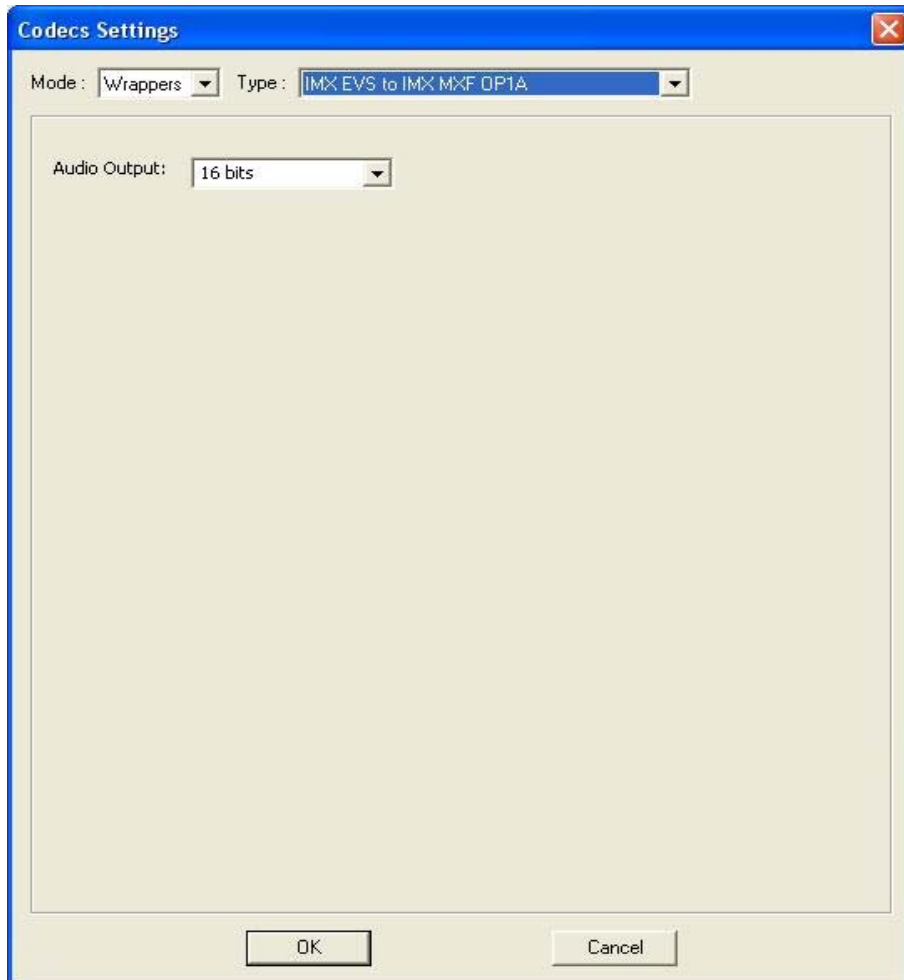 Codecs Settings
Mode : Wrappers Type : IMX EVS to IMX MXF OP1A
Audio Output: 16 bits
OK Cancel